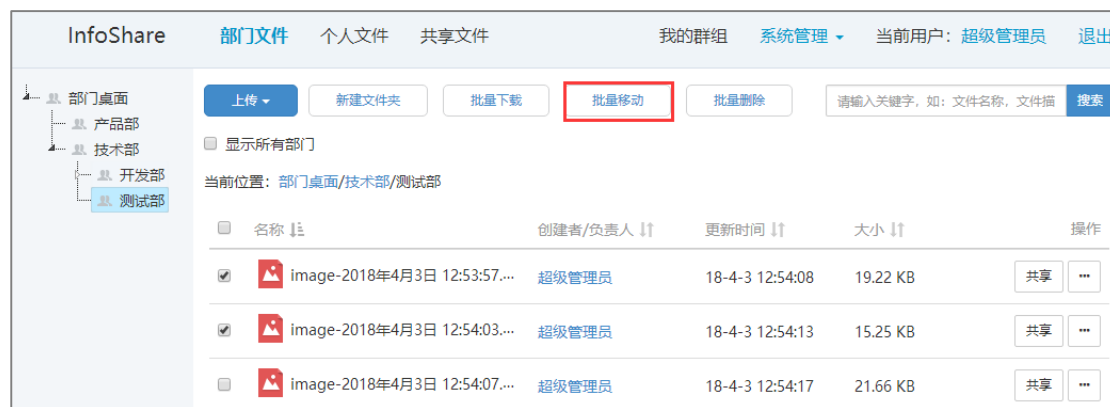 InfoShare 部门文件 个人文件 共享文件 我的群组 系统管理 当前用户：超级管理员 退出
部门桌面
产品部
技术部
开发部
测试部
上传 新建文件夹 批量下载 批量移动 批量删除 请输入关键字，如：文件名称，文件描 搜索
显示所有部门
当前位置：部门桌面/技术部/测试部
名称 创建者/负责人 更新时间 大小 操作
image-2018年4月3日 12:53:57.... 超级管理员 18-4-3 12:54:08 19.22 KB 共享 ...
image-2018年4月3日 12:54:03.... 超级管理员 18-4-3 12:54:13 15.25 KB 共享 ...
image-2018年4月3日 12:54:07.... 超级管理员 18-4-3 12:54:17 21.66 KB 共享 ...